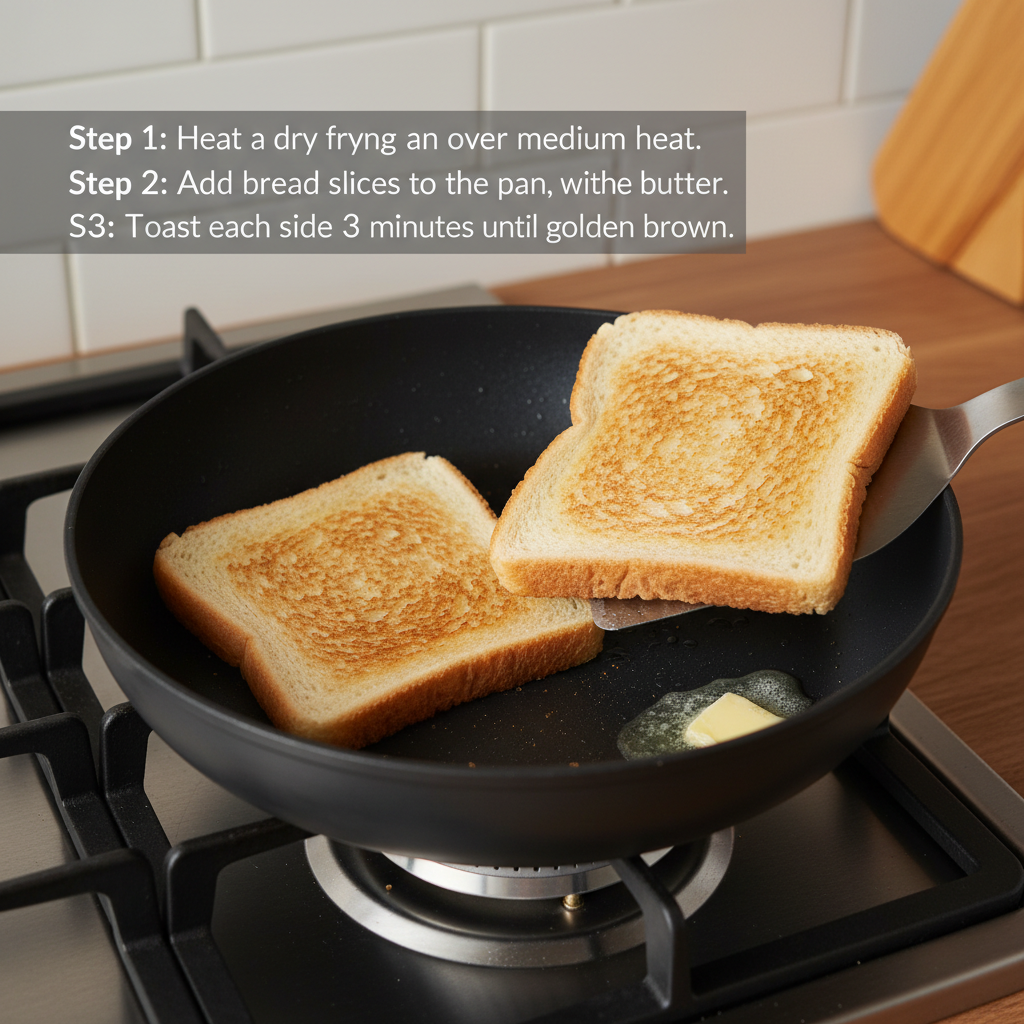 Step 1: Heat a dry fryng an over medium heat.
Step 2: Add bread slices to the pan, withe butter.
S3: Toast each side 3 minutes until golden brown.